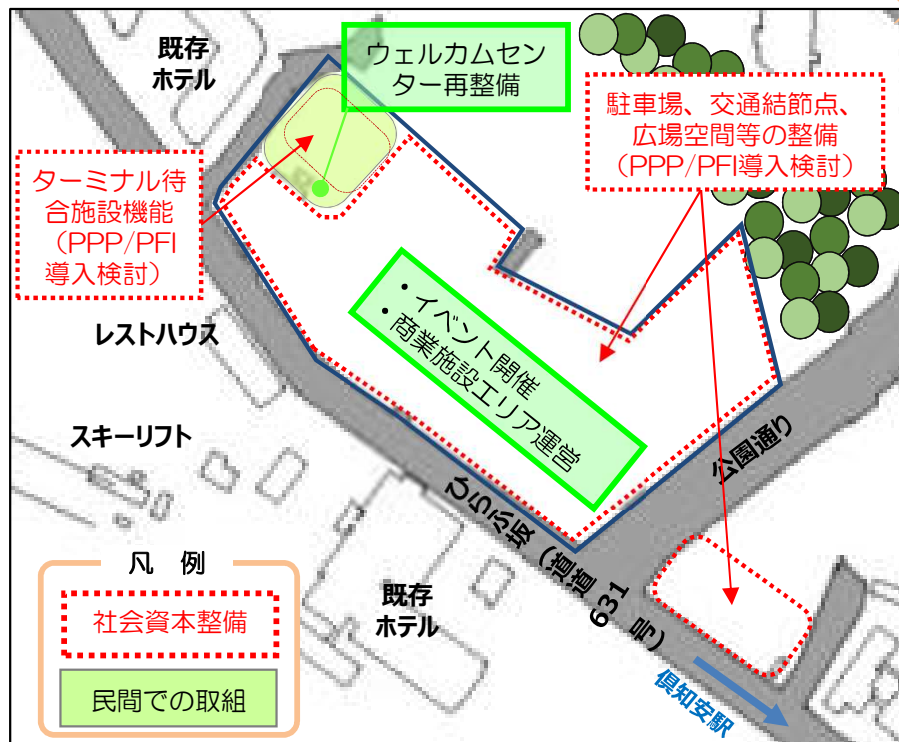 既存
ホテル
ウェルカムセン
ター再整備
駐車場、交通結節点、
広場空間等の整備
（PPP/PFI導入検討）
ターミナル待
合施設機能
（PPP/PFI
導入検討）
レストハウス
・イベント開催
・商業施設エリア運営
スキーリフト
公園通り
ひらふ坂（道道631号）
既存
ホテル
倶知安駅
凡 例
社会資本整備
民間での取組